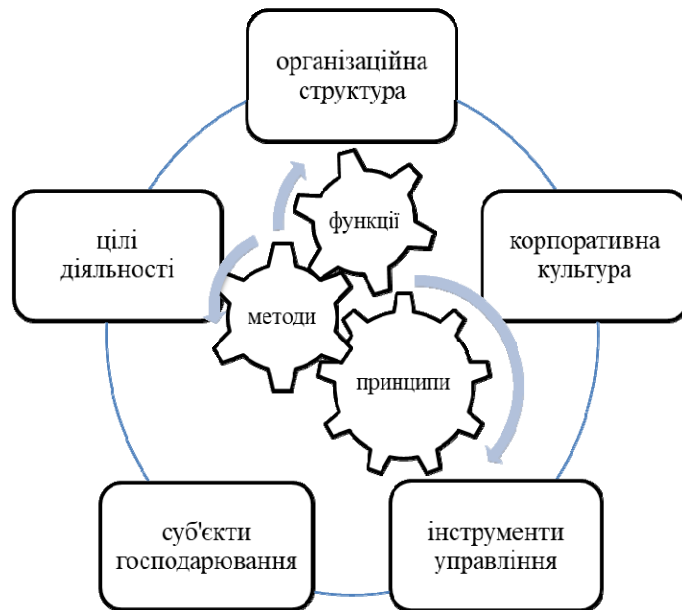 організаційна
структура
функції
цілі
діяльності
корпоративна
культура
методи
принципи
суб'єкти
господарювання
інструменти
управління